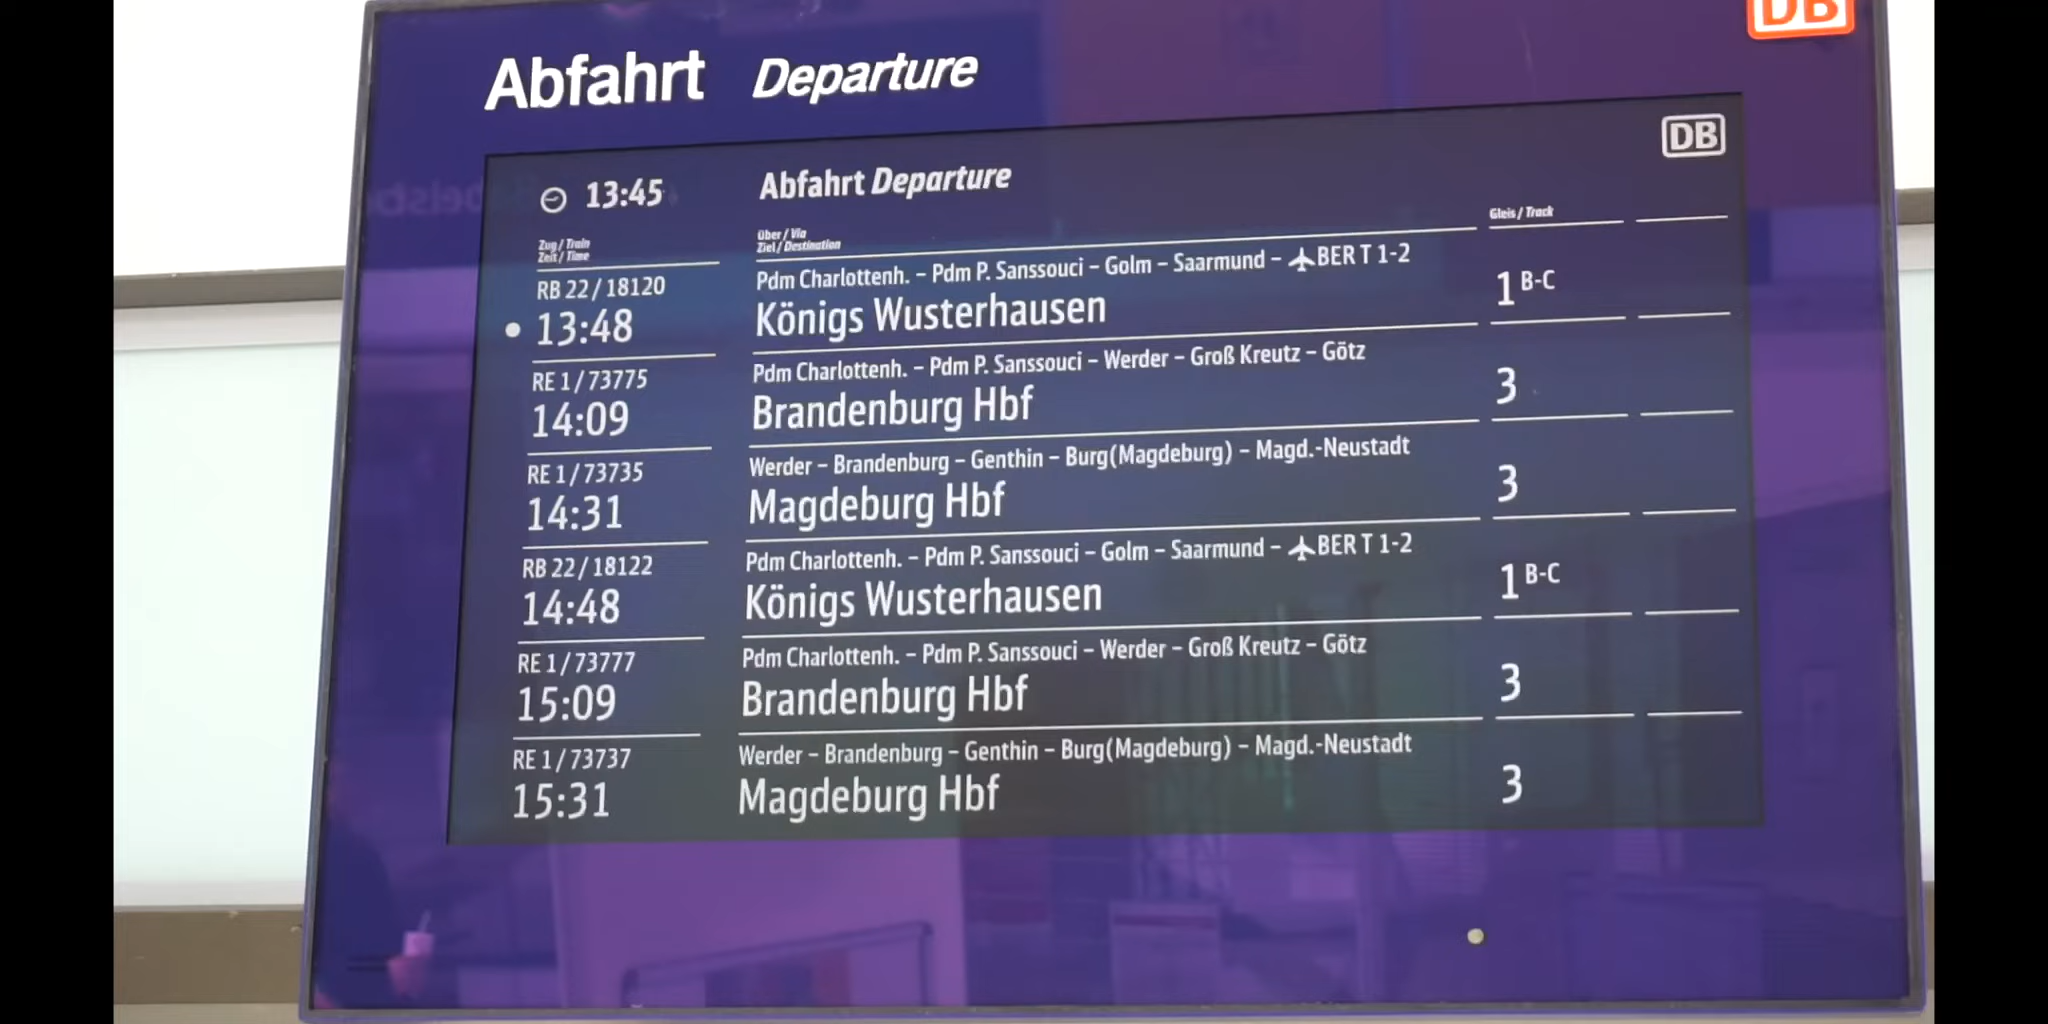 DB
Abfahrt Departure
DB
13:45 Abfahrt Departure
Zug / Train
Zeit / Time
Über / Via
Ziel / Destination
Gleis / Track
RB 22 / 18120
13:48
Pdm Charlottenh. – Pdm P. Sanssouci – Golm – Saarmund – BER T 1-2
Königs Wusterhausen
1 B-C
RE 1 / 73775
14:09
Pdm Charlottenh. – Pdm P. Sanssouci – Werder – Groß Kreutz – Götz
Brandenburg Hbf
3
RE 1 / 73735
14:31
Werder – Brandenburg – Genthin – Burg(Magdeburg) – Magd.-Neustadt
Magdeburg Hbf
3
RB 22 / 18122
14:48
Pdm Charlottenh. – Pdm P. Sanssouci – Golm – Saarmund – BER T 1-2
Königs Wusterhausen
1 B-C
RE 1 / 73777
15:09
Pdm Charlottenh. – Pdm P. Sanssouci – Werder – Groß Kreutz – Götz
Brandenburg Hbf
3
RE 1 / 73737
15:31
Werder – Brandenburg – Genthin – Burg(Magdeburg) – Magd.-Neustadt
Magdeburg Hbf
3